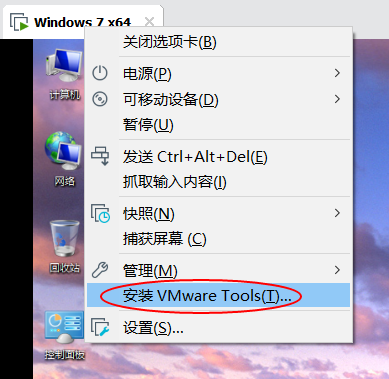 Windows 7 x64
关闭选项卡(B)
电源(P)
可移动设备(D)
暂停(U)
发送 Ctrl+Alt+Del(E)
抓取输入内容(I)
快照(N)
捕获屏幕 (C)
管理(M)
安装 VMware Tools(T)...
设置(S)...
计算机
网络
回收站
控制面板